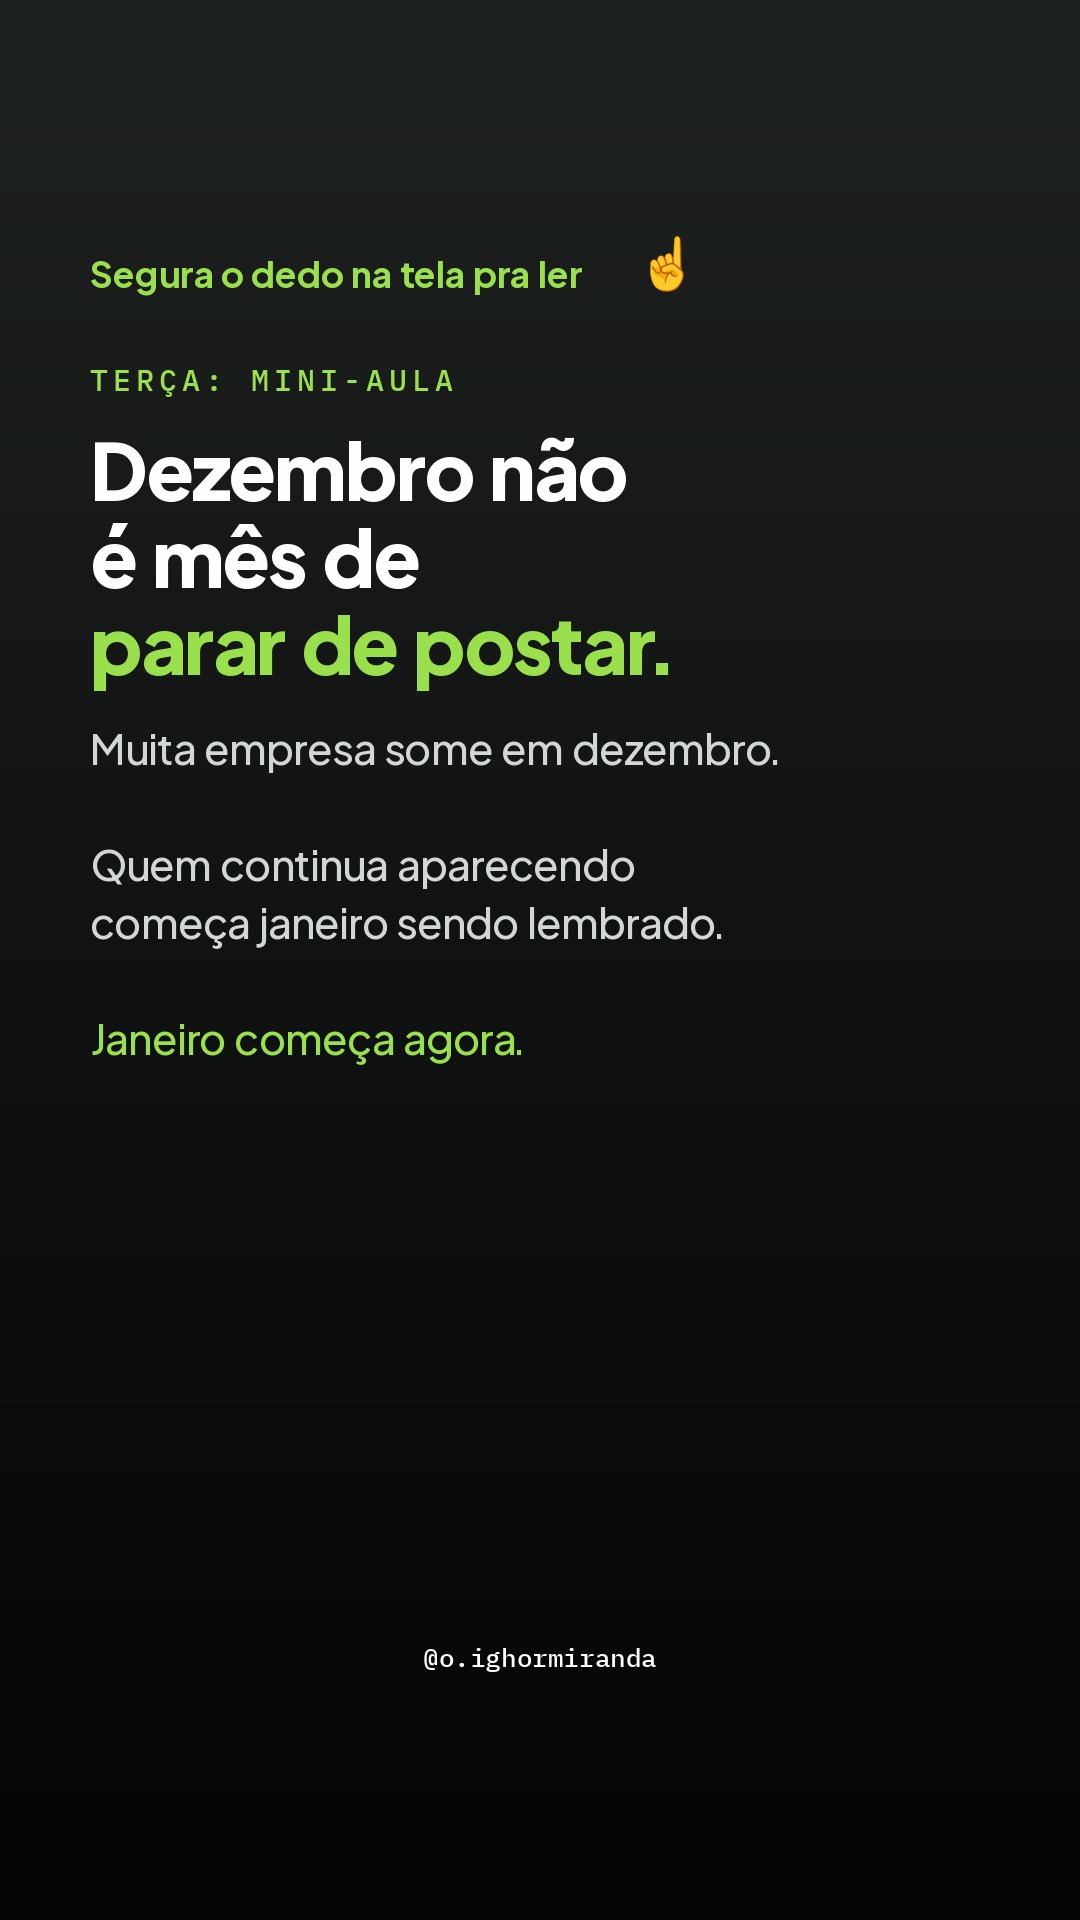 Segura o dedo na tela pra ler ☝️
TERÇA: MINI-AULA
Dezembro não
é mês de
parar de postar.
Muita empresa some em dezembro.
Quem continua aparecendo
começa janeiro sendo lembrado.
Janeiro começa agora.
@o.ighormiranda